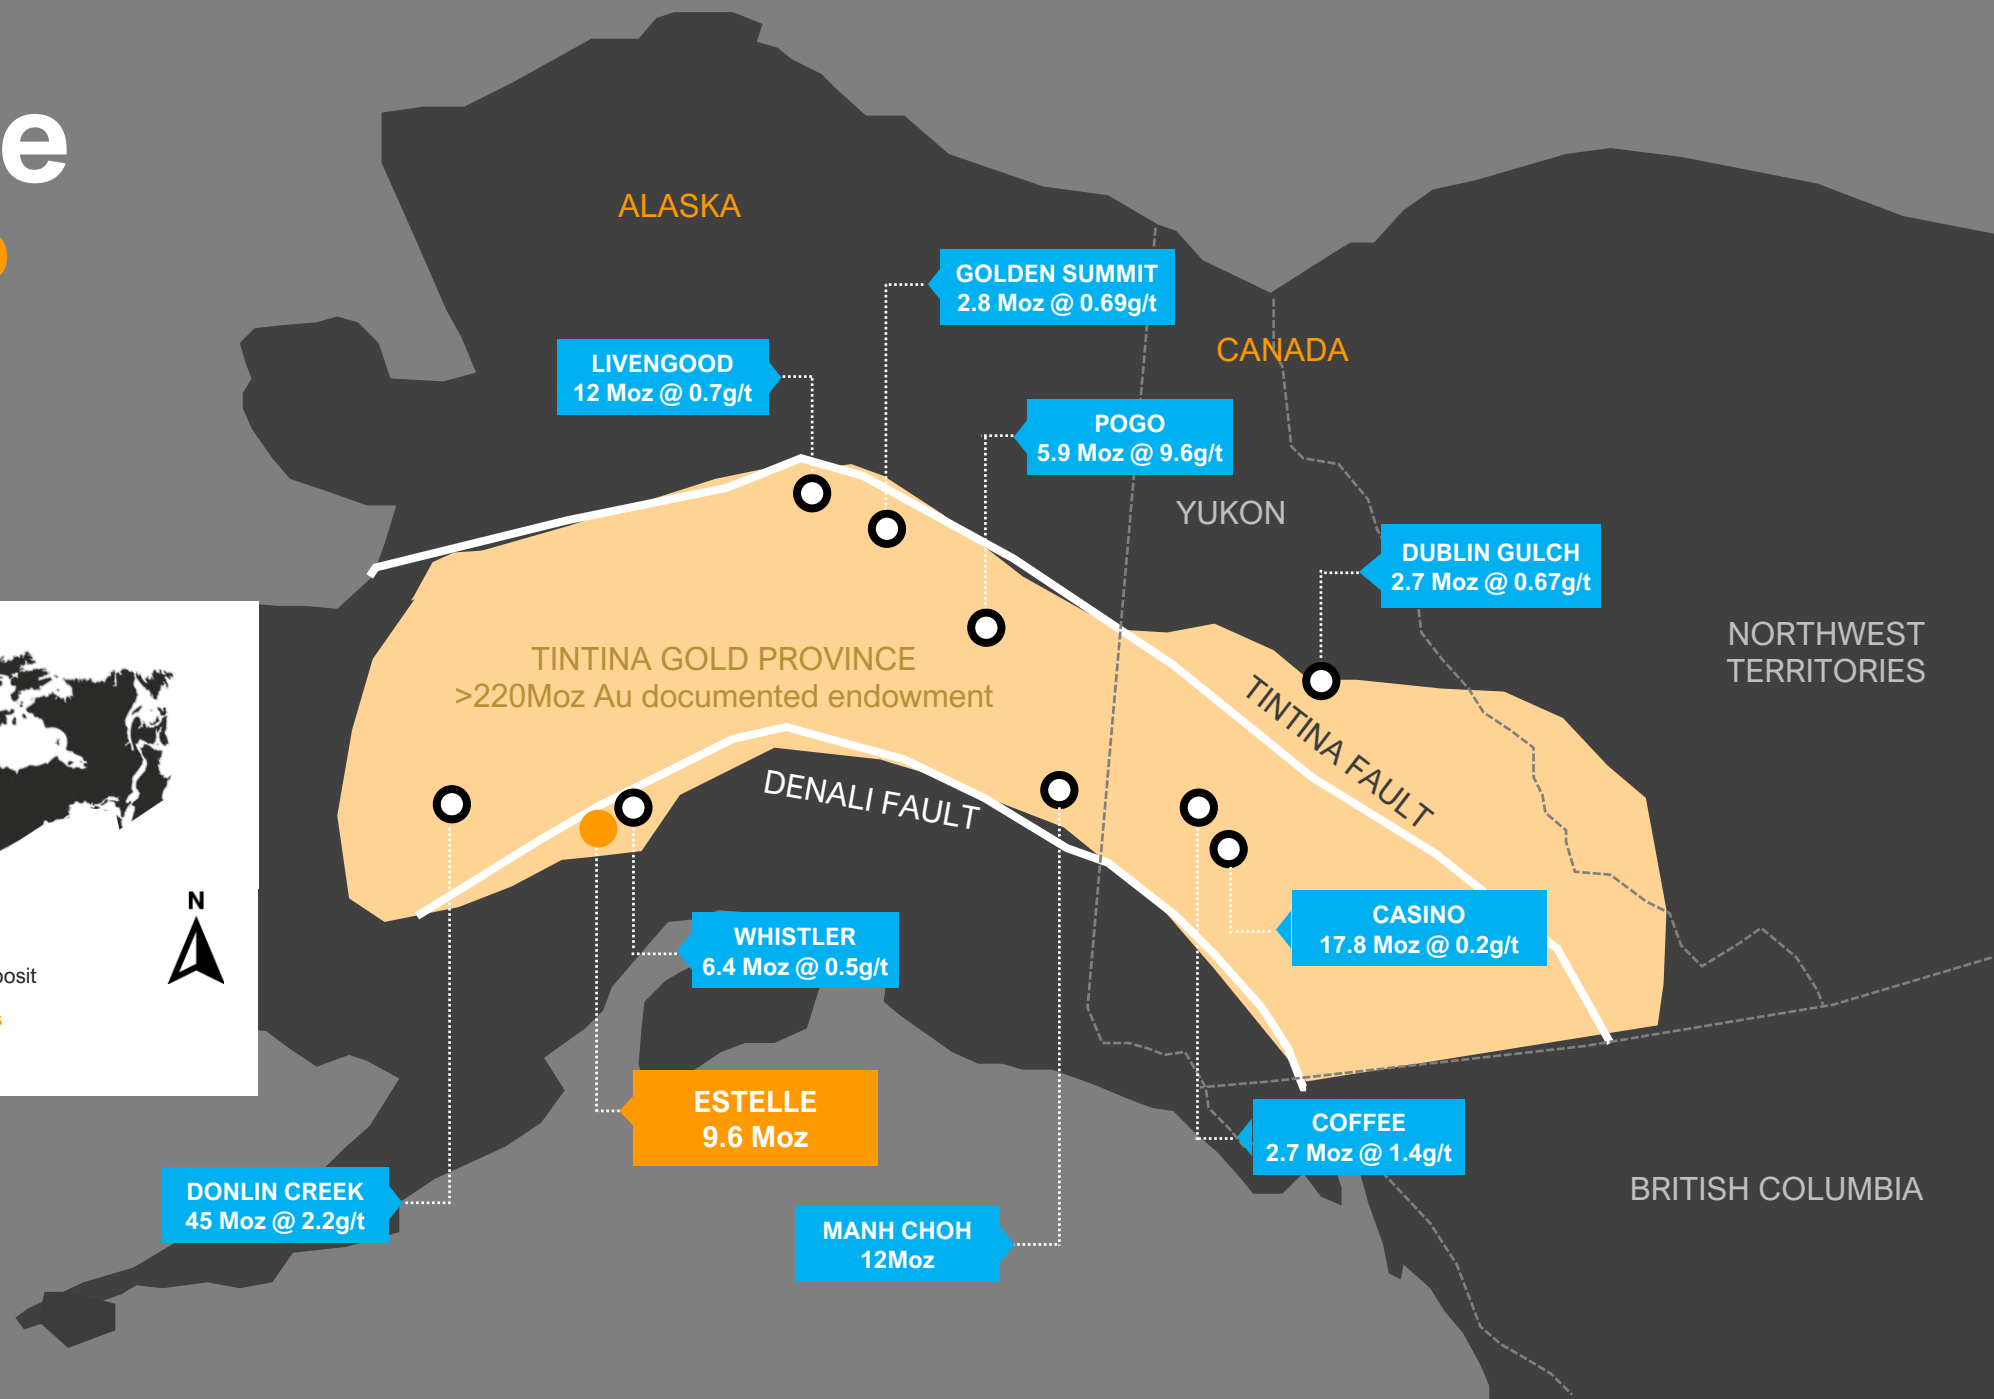 e
ALASKA
GOLDEN SUMMIT
2.8 Moz @ 0.69g/t
LIVENGOOD
12 Moz @ 0.7g/t
CANADA
POGO
5.9 Moz @ 9.6g/t
YUKON
DUBLIN GULCH
2.7 Moz @ 0.67g/t
NORTHWEST
TERRITORIES
TINTINA GOLD PROVINCE
>220Moz Au documented endowment
TINTINA FAULT
DENALI FAULT
N
CASINO
17.8 Moz @ 0.2g/t
WHISTLER
6.4 Moz @ 0.5g/t
posit
s
ESTELLE
9.6 Moz
COFFEE
2.7 Moz @ 1.4g/t
DONLIN CREEK
45 Moz @ 2.2g/t
MANH CHOH
12Moz
BRITISH COLUMBIA